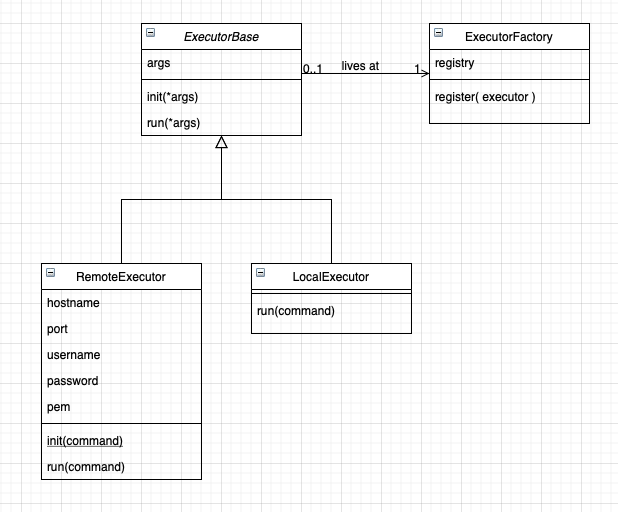 ExecutorBase
args
init(*args)
run(*args)
0..1
lives at
1
ExecutorFactory
registry
register( executor )
RemoteExecutor
hostname
port
username
password
pem
init(command)
run(command)
LocalExecutor
run(command)